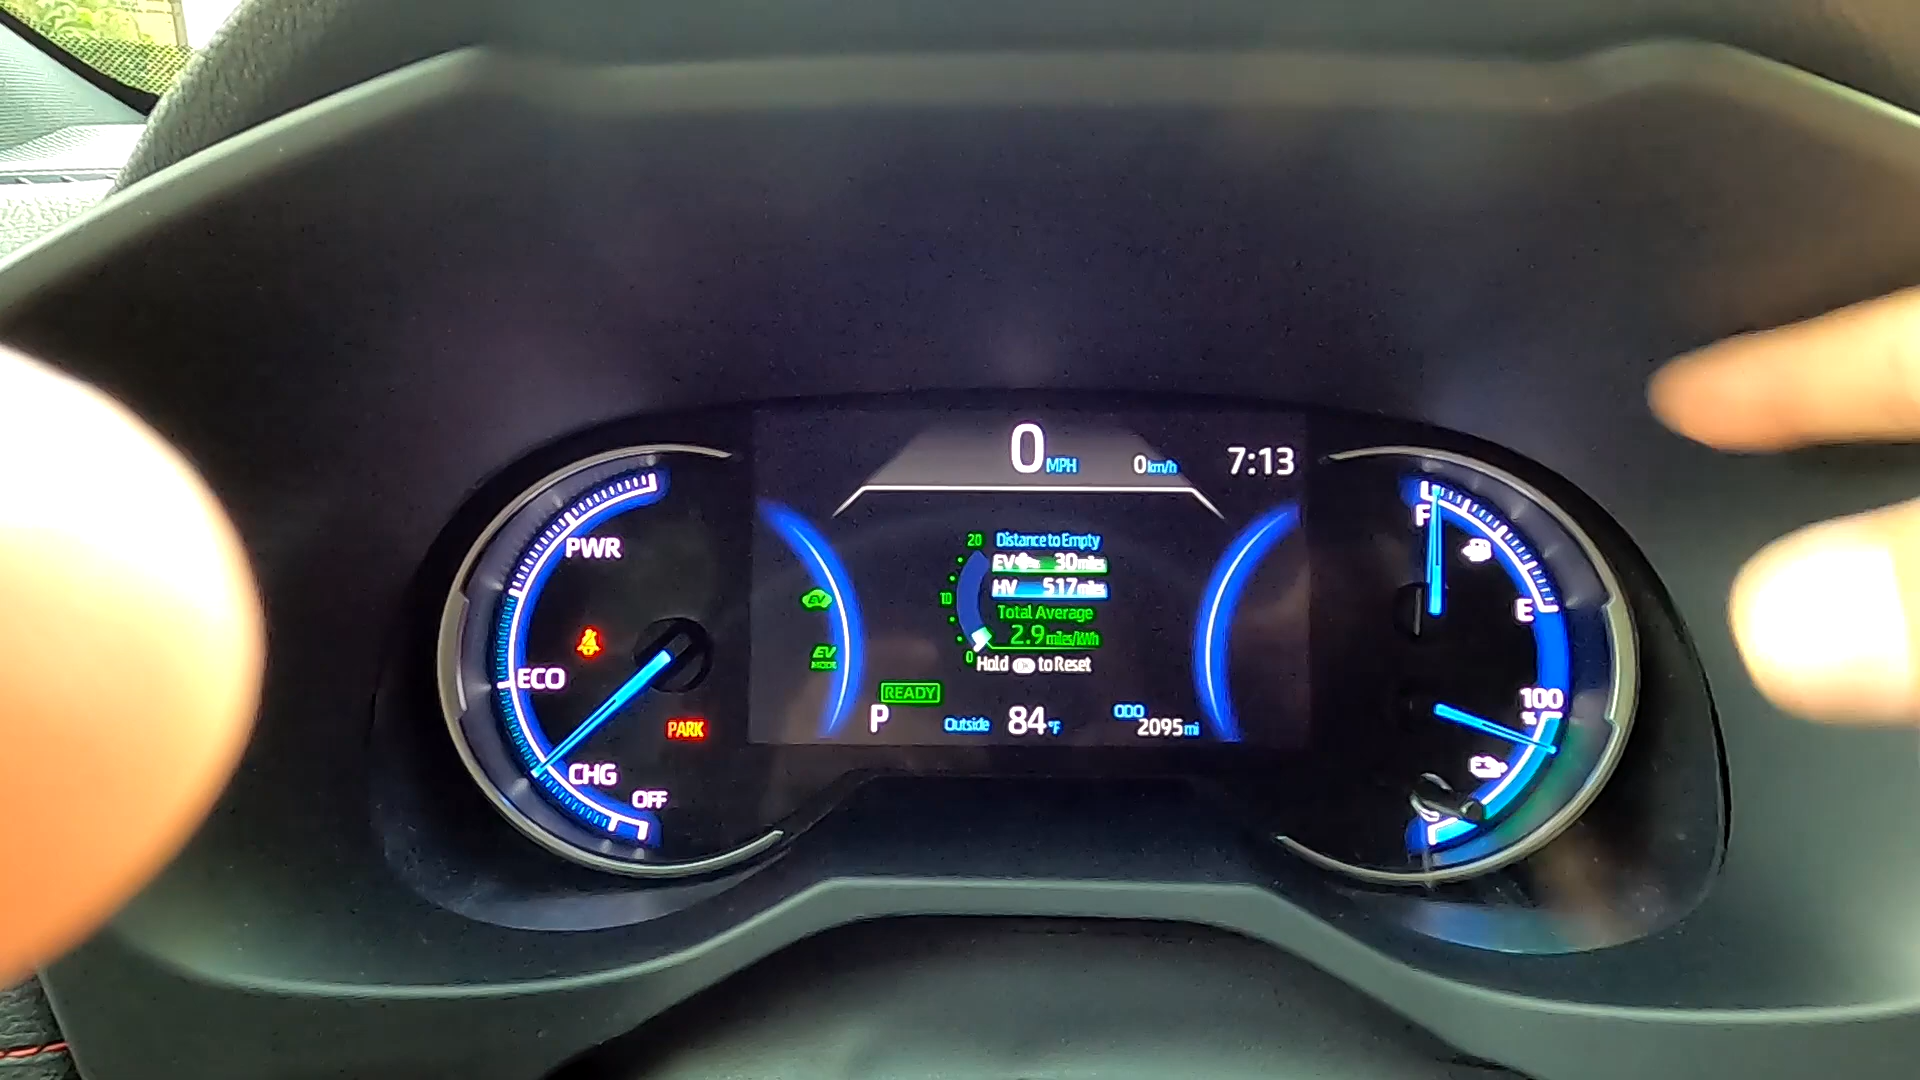 0 MPH 0 km/h 7:13
PWR
ECO
CHG
OFF
PARK
EV
EV
MODE
20
10
0
Distance to Empty
EV 30 miles
HV 517 miles
Total Average
2.9 miles/kWh
Hold OK to Reset
READY
P
Outside 84°F
ODO
2095 mi
F
E
100
%